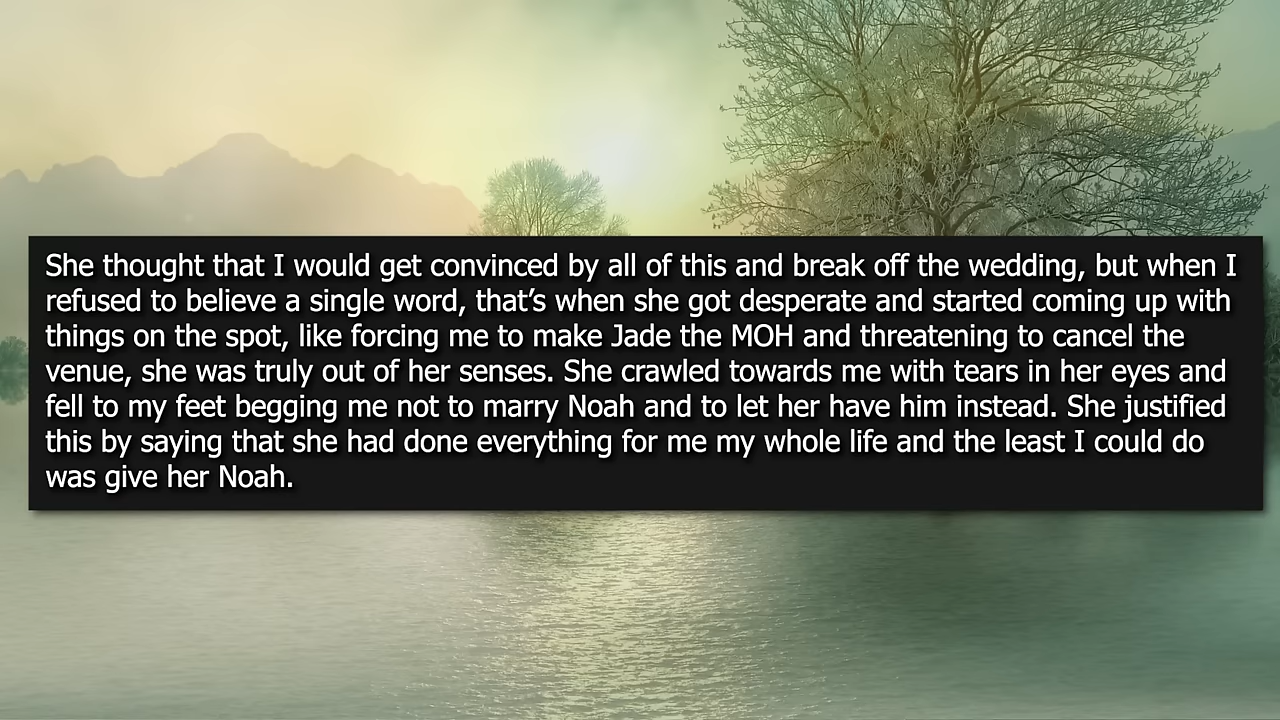 She thought that I would get convinced by all of this and break off the wedding, but when I
refused to believe a single word, that’s when she got desperate and started coming up with
things on the spot, like forcing me to make Jade the MOH and threatening to cancel the
venue, she was truly out of her senses. She crawled towards me with tears in her eyes and
fell to my feet begging me not to marry Noah and to let her have him instead. She justified
this by saying that she had done everything for me my whole life and the least I could do
was give her Noah.